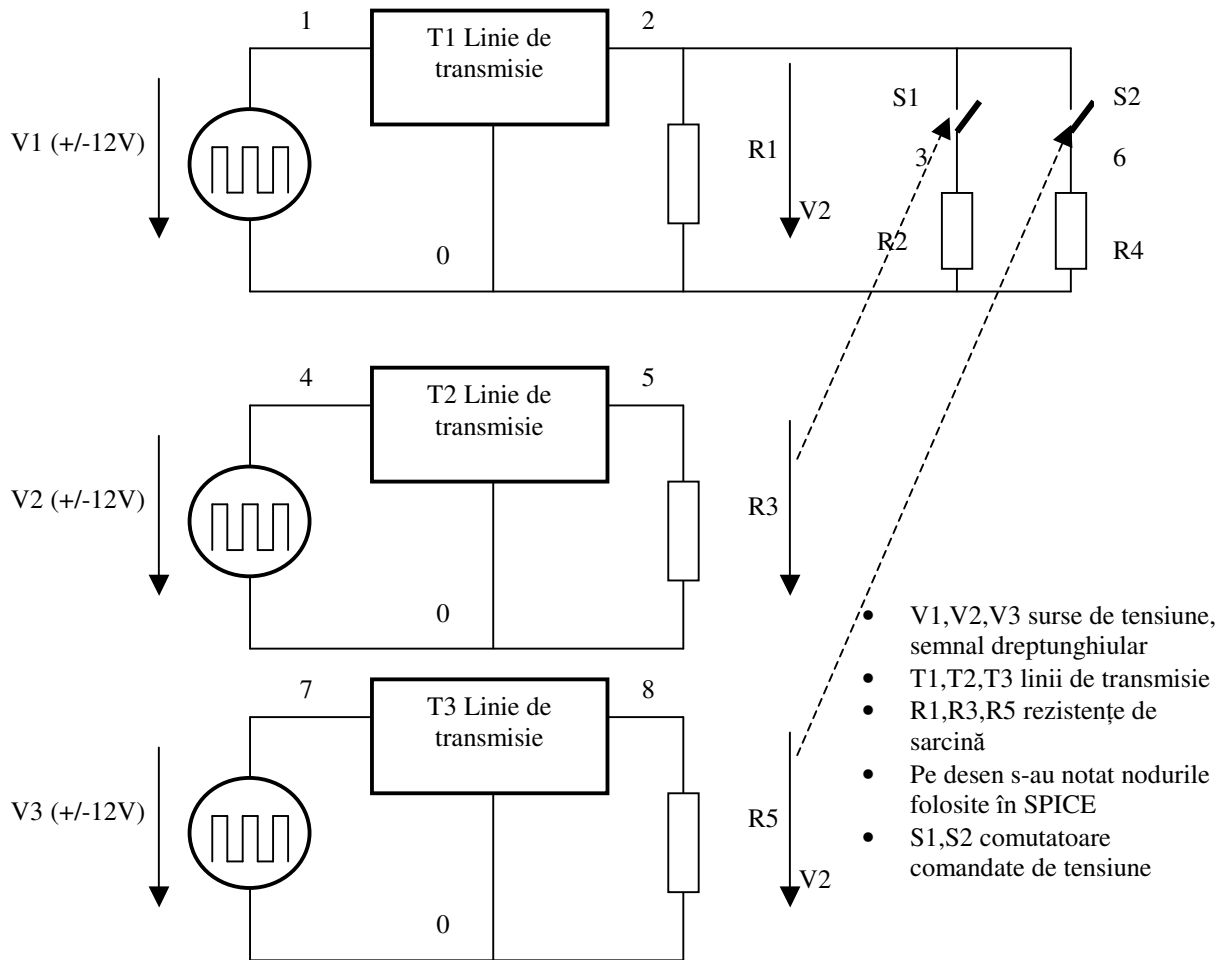 1
T1 Linie de
transmisie
2
V1 (+/-12V)
R1
V2
S1
S2
3
6
R2
R4
0
4
T2 Linie de
transmisie
5
V2 (+/-12V)
R3
0
7
T3 Linie de
transmisie
8
V3 (+/-12V)
R5
V2
0
• V1,V2,V3 surse de tensiune,
semnal dreptunghiular
• T1,T2,T3 linii de transmisie
• R1,R3,R5 rezistențe de
sarcină
• Pe desen s-au notat nodurile
folosite în SPICE
• S1,S2 comutatoare
comandate de tensiune